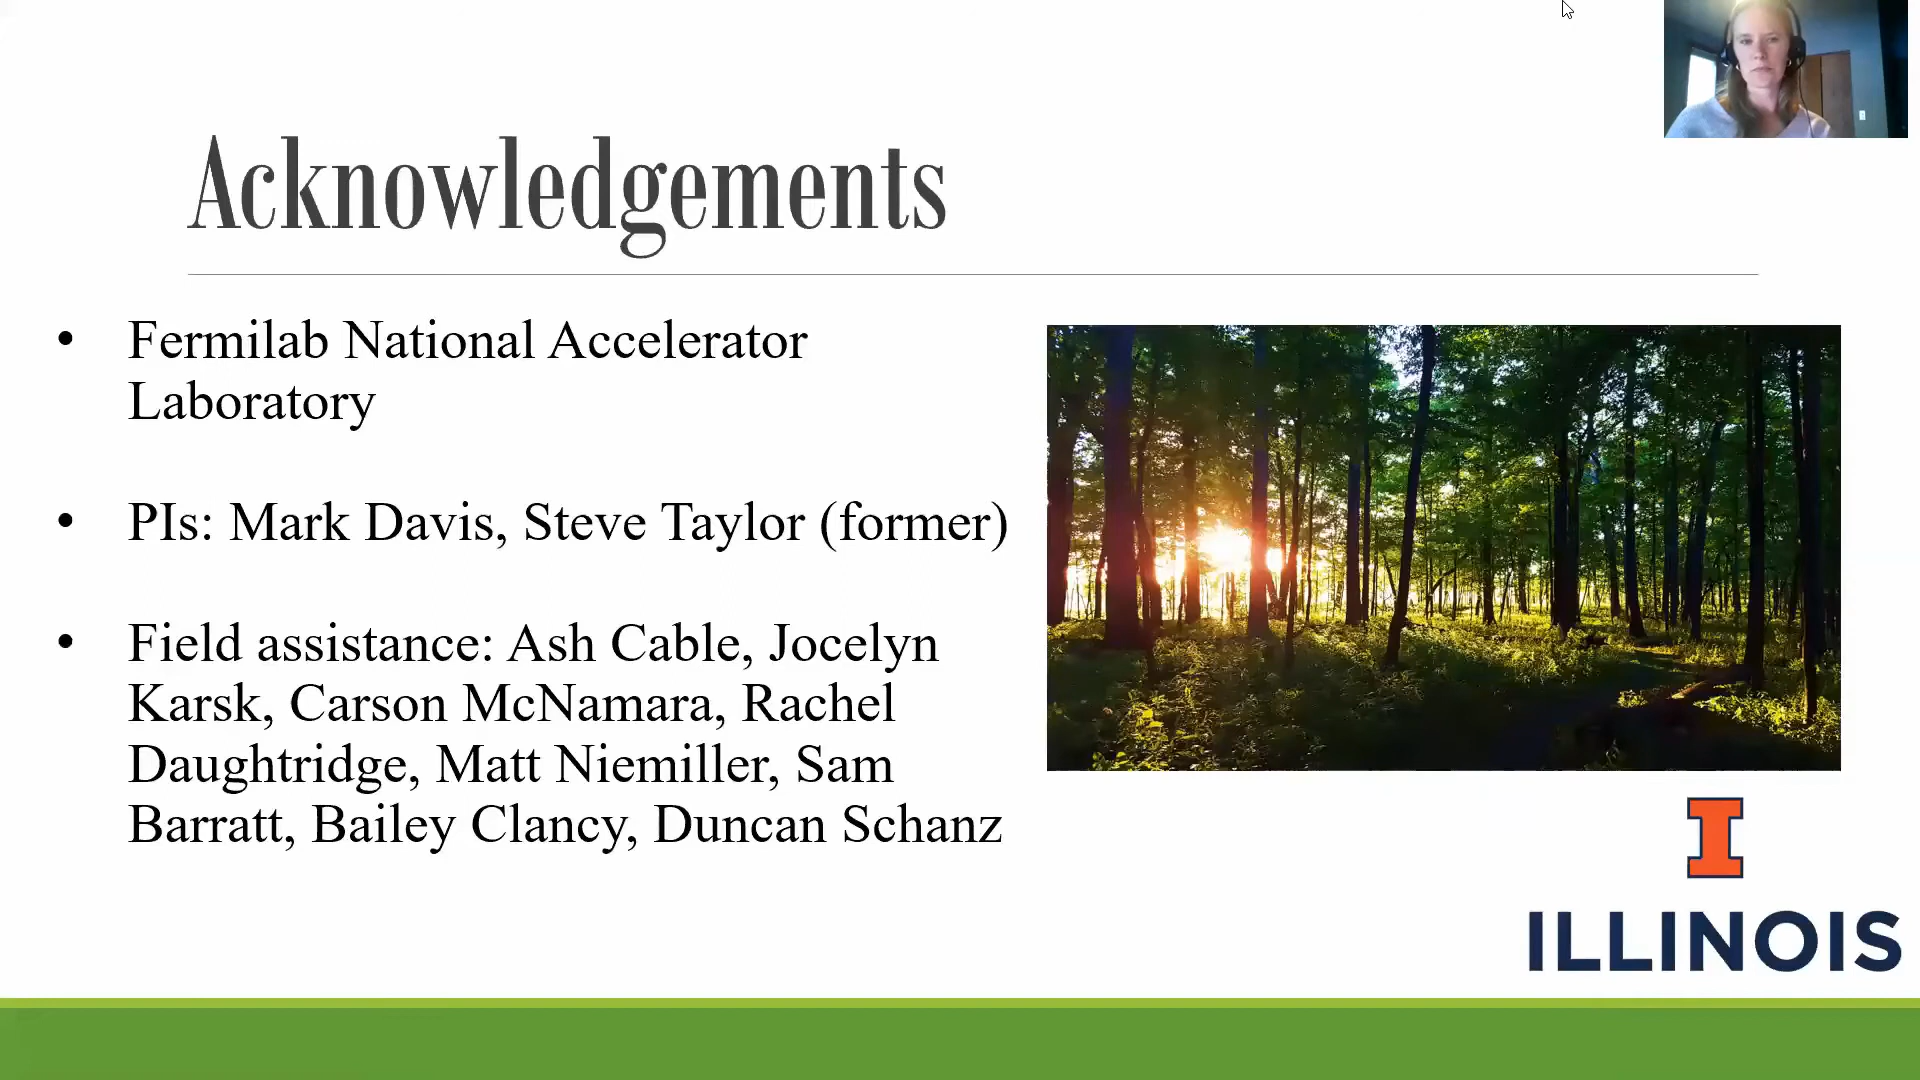 Acknowledgements
• Fermilab National Accelerator
Laboratory
• PIs: Mark Davis, Steve Taylor (former)
• Field assistance: Ash Cable, Jocelyn
Karsk, Carson McNamara, Rachel
Daughtridge, Matt Niemiller, Sam
Barratt, Bailey Clancy, Duncan Schanz
I
ILLINOIS